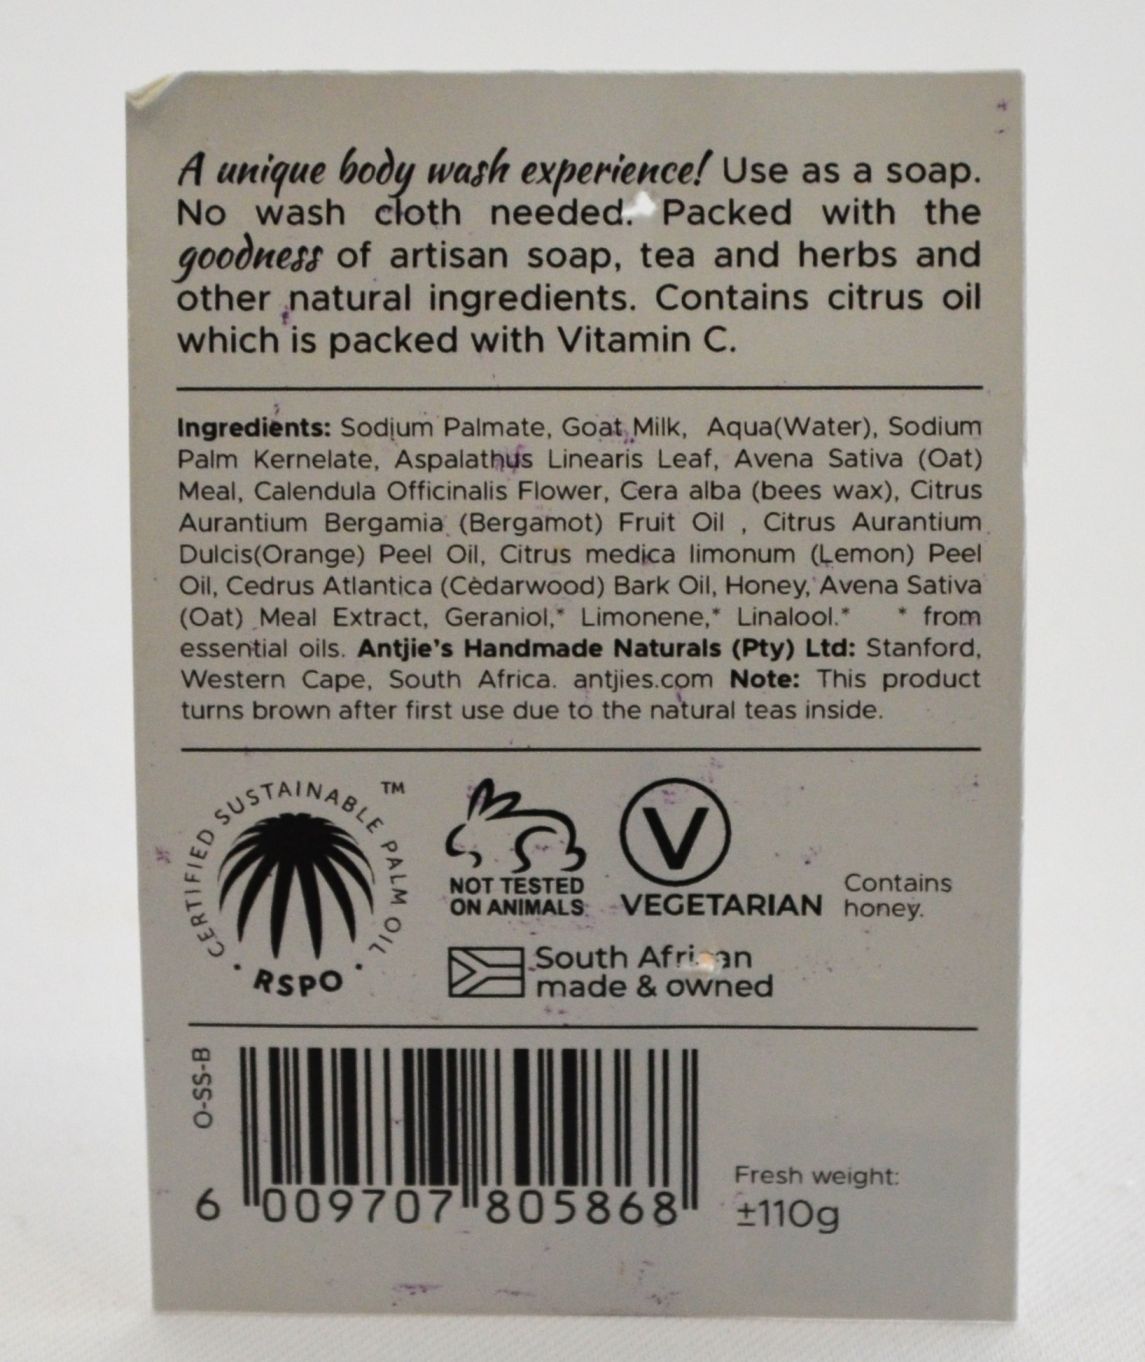 A unique body wash experience! Use as a soap.
No wash cloth needed. Packed with the
goodness of artisan soap, tea and herbs and
other natural ingredients. Contains citrus oil
which is packed with Vitamin C.
Ingredients: Sodium Palmate, Goat Milk, Aqua(Water), Sodium
Palm Kernelate, Aspalathus Linearis Leaf, Avena Sativa (Oat)
Meal, Calendula Officinalis Flower, Cera alba (bees wax), Citrus
Aurantium Bergamia (Bergamot) Fruit Oil , Citrus Aurantium
Dulcis(Orange) Peel Oil, Citrus medica limonum (Lemon) Peel
Oil, Cedrus Atlantica (Cedarwood) Bark Oil, Honey, Avena Sativa
(Oat) Meal Extract, Geraniol,* Limonene,* Linalool.* * from
essential oils. Antjie's Handmade Naturals (Pty) Ltd: Stanford,
Western Cape, South Africa. antjies.com Note: This product
turns brown after first use due to the natural teas inside.
CERTIFIED SUSTAINABLE PALM OIL TM
RSPO
NOT TESTED
ON ANIMALS
V
VEGETARIAN
Contains
honey.
South African
made & owned
O-SS-B
6 009707 805868
Fresh weight:
±110g